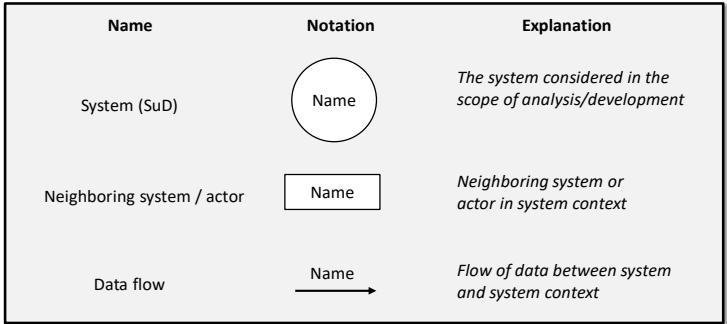 Name Notation Explanation
System (SuD) Name The system considered in the
scope of analysis/development
Neighboring system / actor Name Neighboring system or
actor in system context
Data flow Name Flow of data between system
and system context